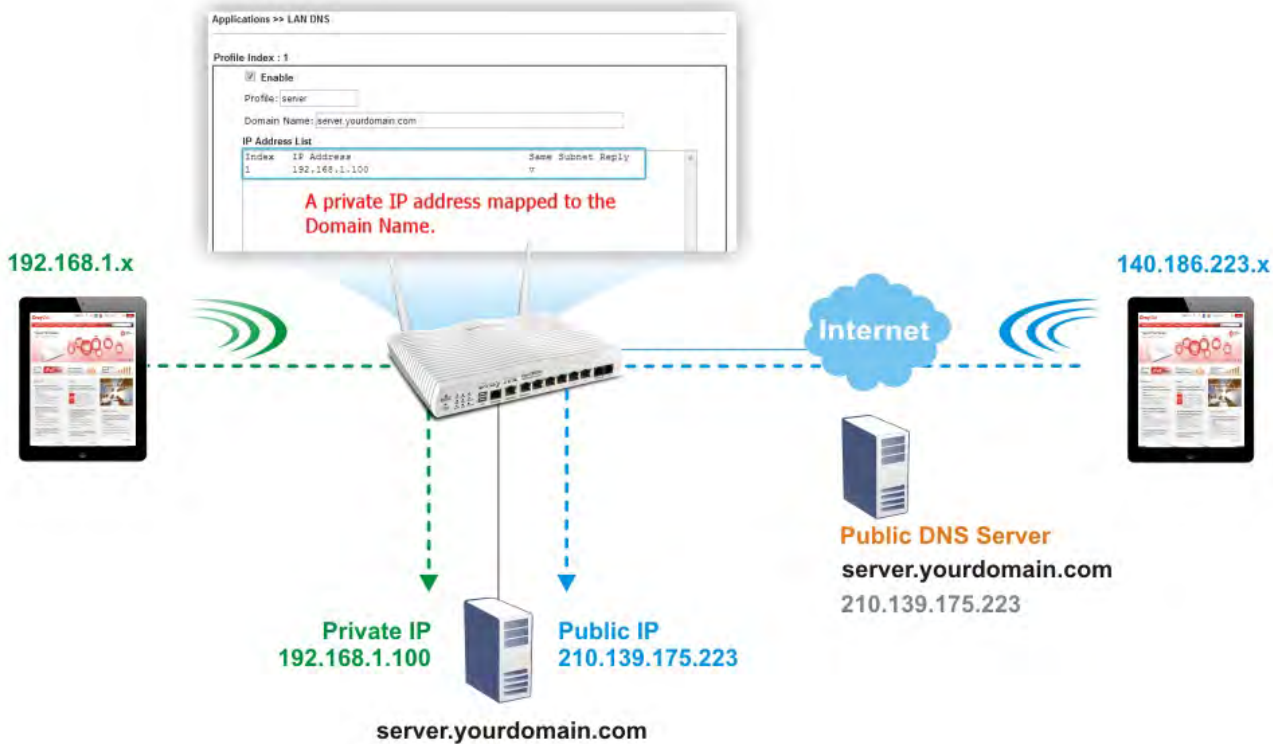 Applications >> LAN DNS
Profile Index : 1
Enable
Profile: server
Domain Name: server.yourdomain.com
IP Address List
Index IP Address Same Subnet Reply
1 192.168.1.100 v
A private IP address mapped to the
Domain Name.
192.168.1.x
140.186.223.x
Internet
Public DNS Server
server.yourdomain.com
210.139.175.223
Private IP
192.168.1.100
Public IP
210.139.175.223
server.yourdomain.com